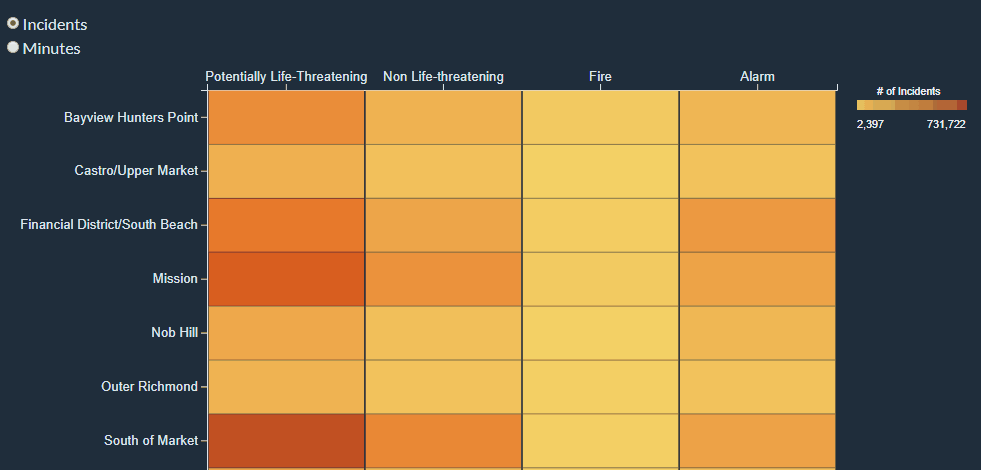 Incidents
Minutes
Potentially Life-Threatening Non Life-threatening Fire Alarm
# of Incidents
2,397 731,722
Bayview Hunters Point
Castro/Upper Market
Financial District/South Beach
Mission
Nob Hill
Outer Richmond
South of Market